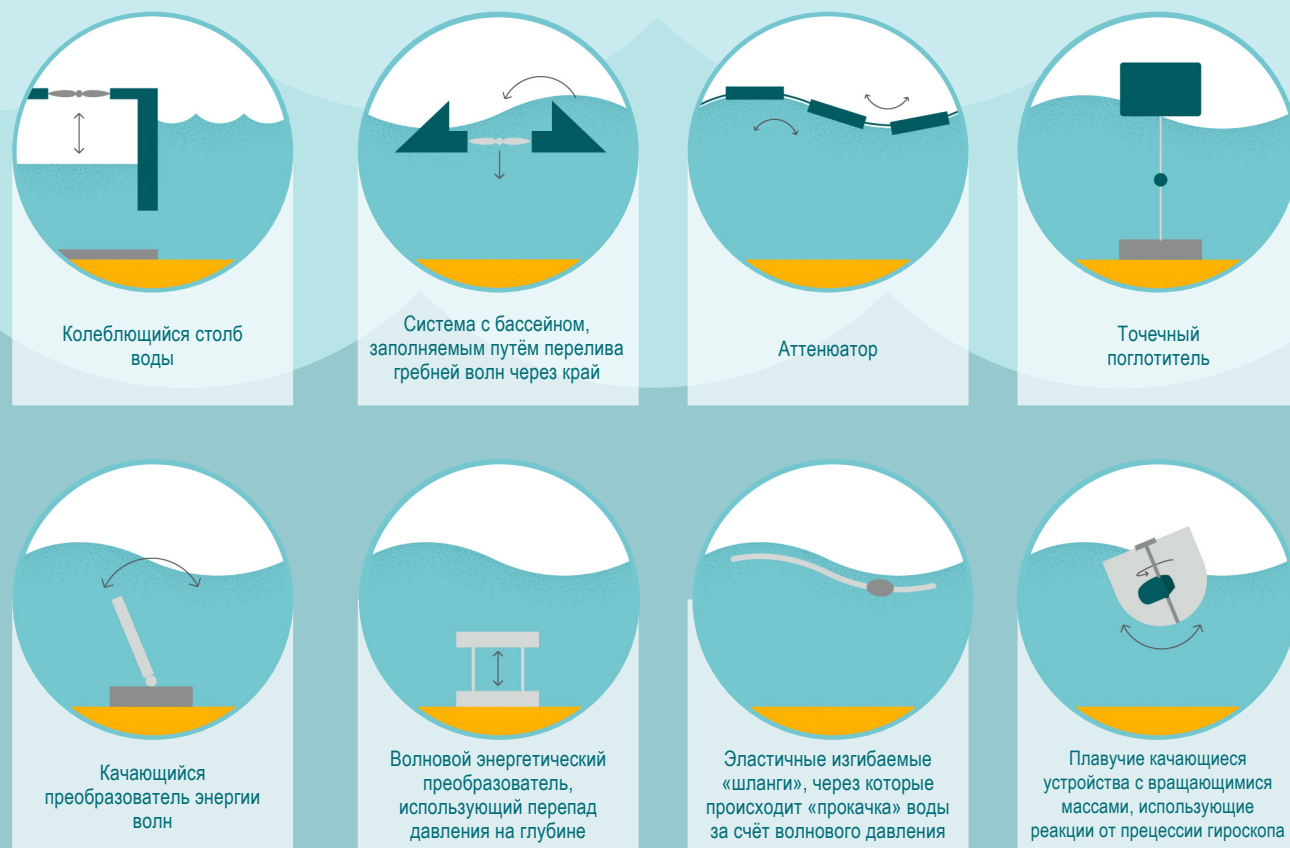 Колеблющийся столб
воды
Система с бассейном,
заполняемым путём перелива
гребней волн через край
Аттенюатор
Точечный
поглотитель
Качающийся
преобразователь энергии
волн
Волновой энергетический
преобразователь,
использующий перепад
давления на глубине
Эластичные изгибаемые
«шланги», через которые
происходит «прокачка» воды
за счёт волнового давления
Плавучие качающиеся
устройства с вращающимися
массами, использующие
реакции от прецессии гироскопа